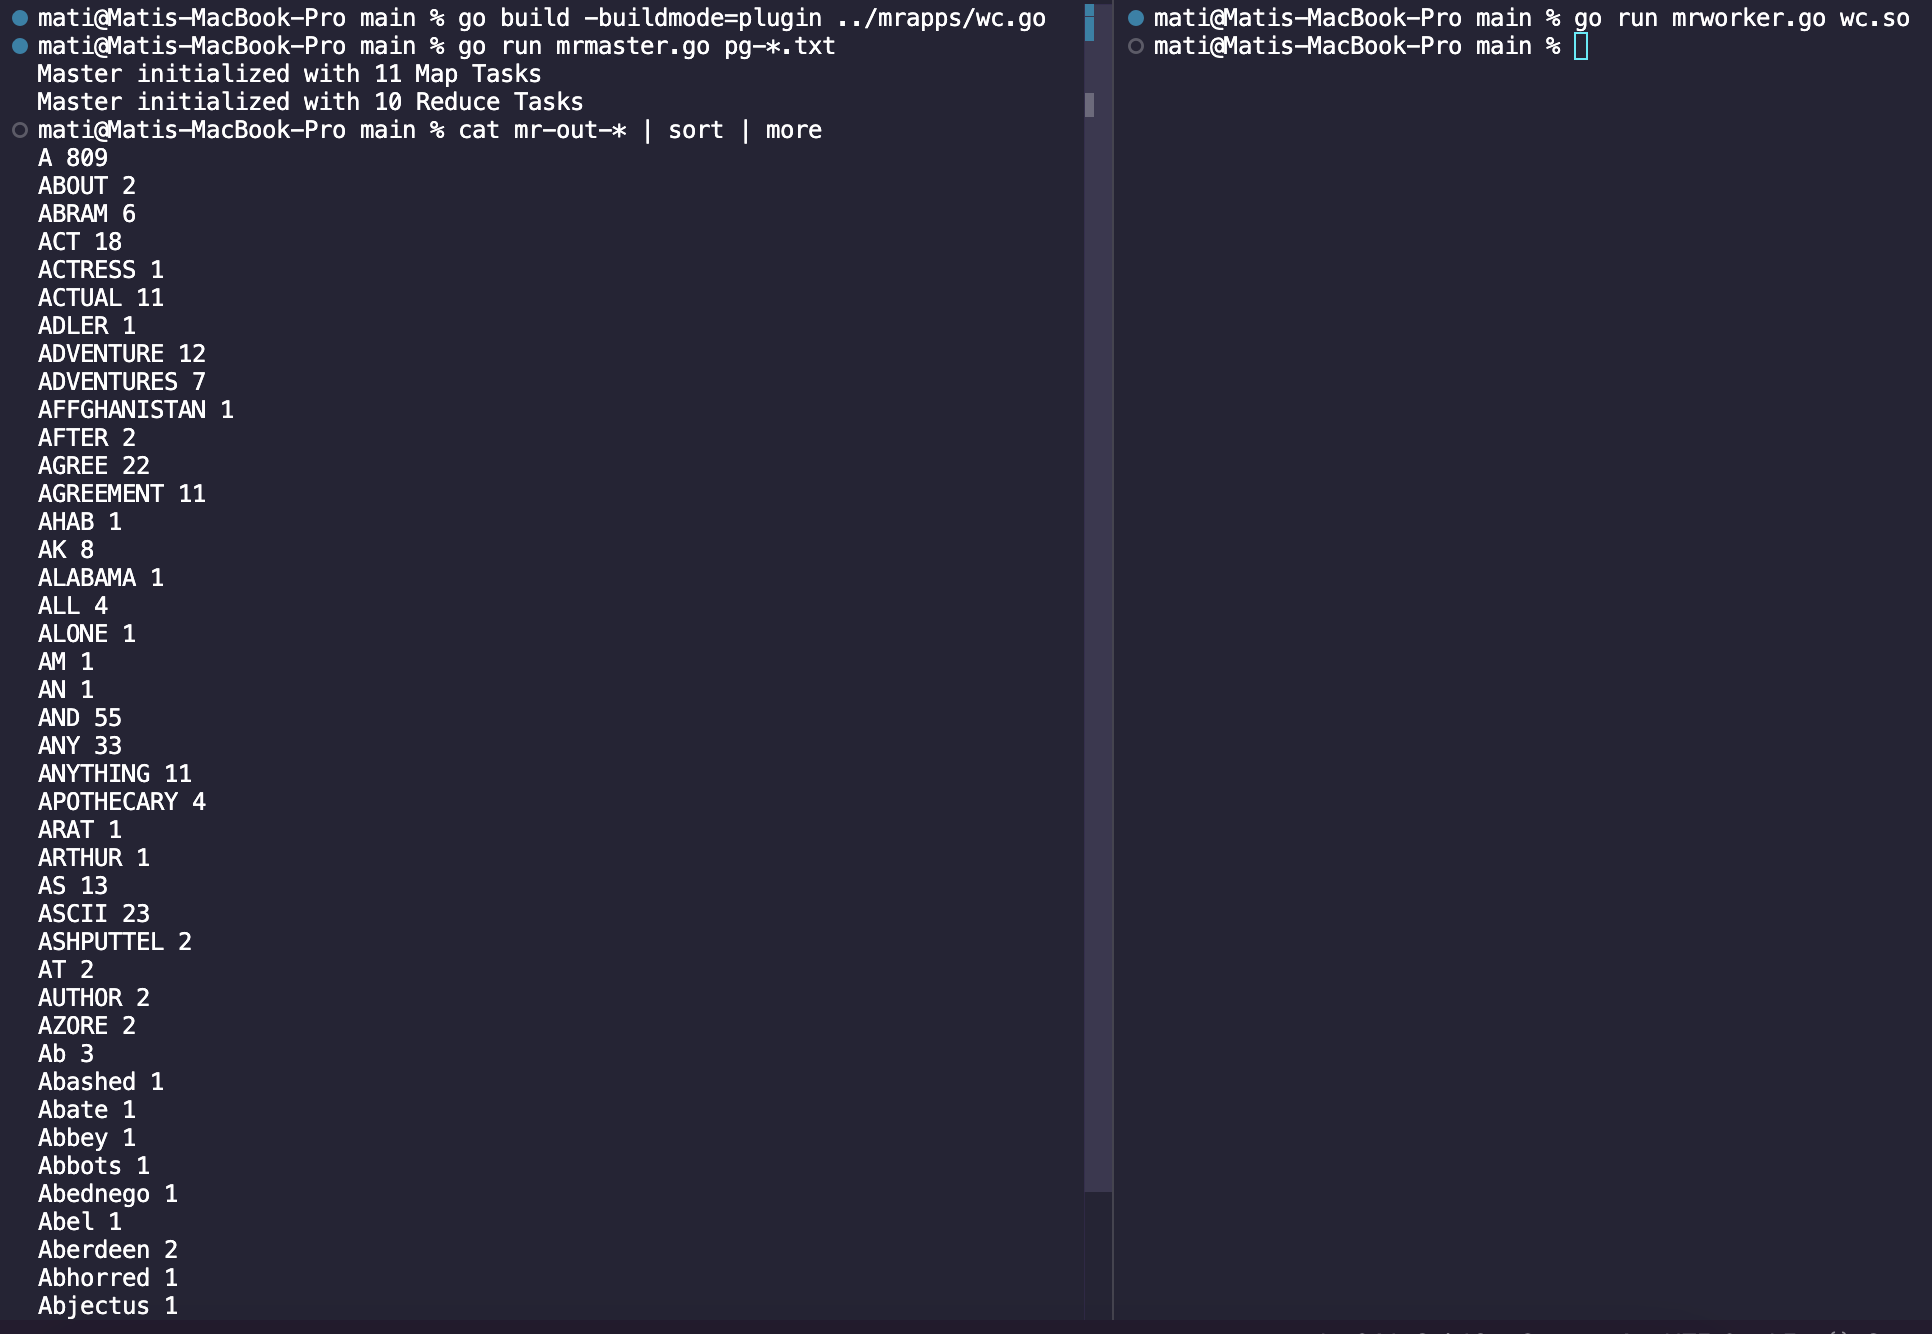 mati@Matis-MacBook-Pro main % go build -buildmode=plugin ../mrapps/wc.go
mati@Matis-MacBook-Pro main % go run mrmaster.go pg-*.txt
Master initialized with 11 Map Tasks
Master initialized with 10 Reduce Tasks
mati@Matis-MacBook-Pro main % cat mr-out-* | sort | more
A 809
ABOUT 2
ABRAM 6
ACT 18
ACTRESS 1
ACTUAL 11
ADLER 1
ADVENTURE 12
ADVENTURES 7
AFFGHANISTAN 1
AFTER 2
AGREE 22
AGREEMENT 11
AHAB 1
AK 8
ALABAMA 1
ALL 4
ALONE 1
AM 1
AN 1
AND 55
ANY 33
ANYTHING 11
APOTHECARY 4
ARAT 1
ARTHUR 1
AS 13
ASCII 23
ASHPUTTEL 2
AT 2
AUTHOR 2
AZORE 2
Ab 3
Abashed 1
Abate 1
Abbey 1
Abbots 1
Abednego 1
Abel 1
Aberdeen 2
Abhorred 1
Abjectus 1
mati@Matis-MacBook-Pro main % go run mrworker.go wc.so
mati@Matis-MacBook-Pro main %